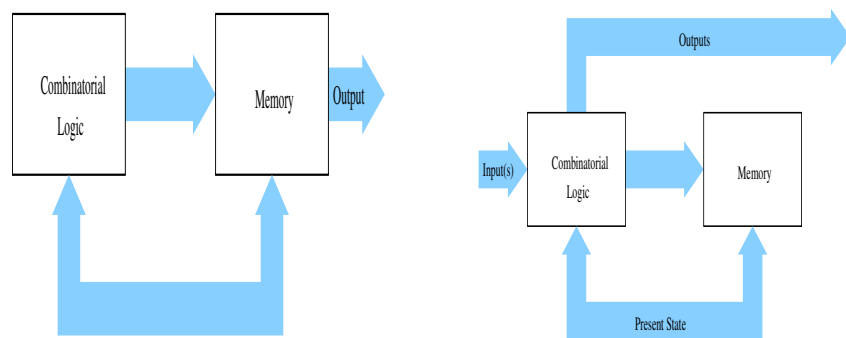 Combinatorial
Logic
Memory
Output
Outputs
Input(s)
Combinatorial
Logic
Memory
Present State